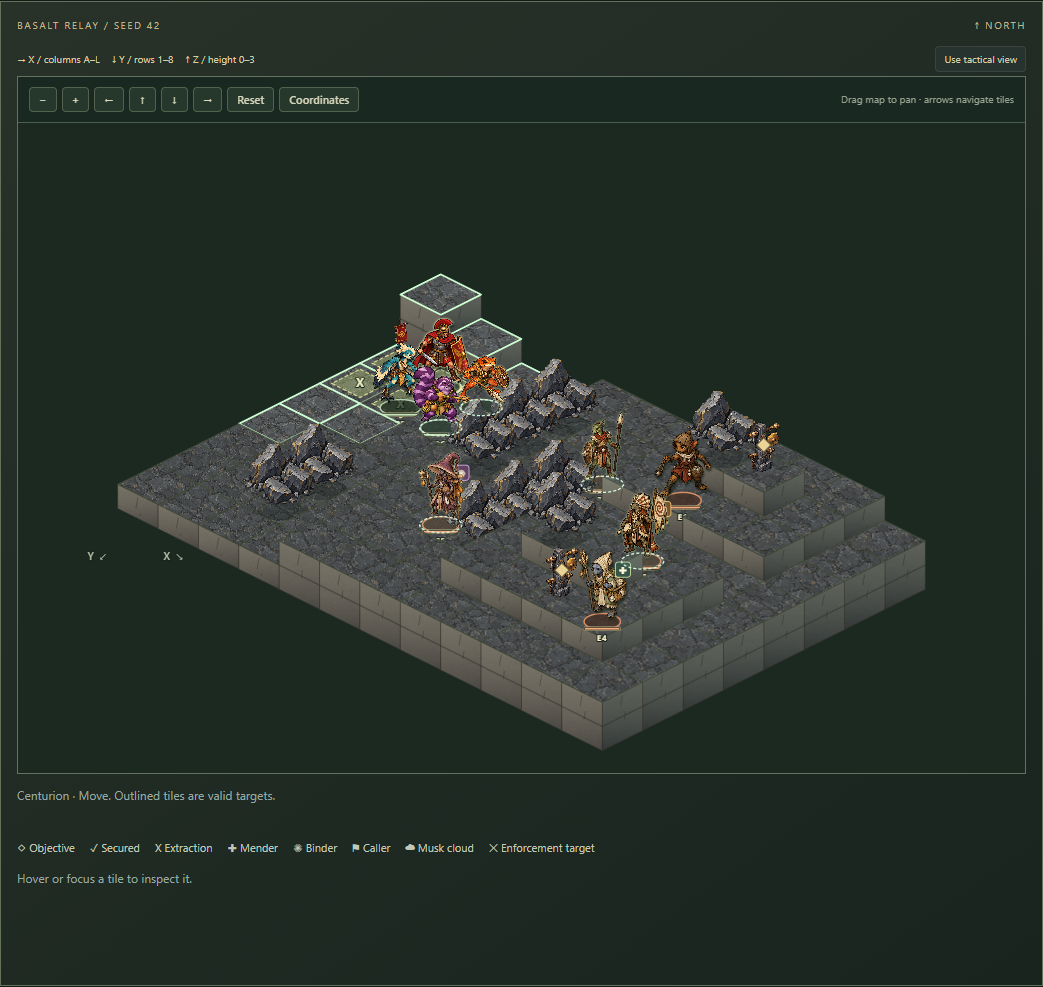 BASALT RELAY / SEED 42
↑ NORTH
→ X / columns A–L ↓ Y / rows 1–8 ↑ Z / height 0–3
Use tactical view
− + ← ↑ ↓ → Reset Coordinates
Drag map to pan · arrows navigate tiles
X
Y ↙
X ↘
E4
Centurion · Move. Outlined tiles are valid targets.
◇ Objective ✓ Secured X Extraction ✚ Mender ❋ Binder ⚑ Caller ☁ Musk cloud ✕ Enforcement target
Hover or focus a tile to inspect it.